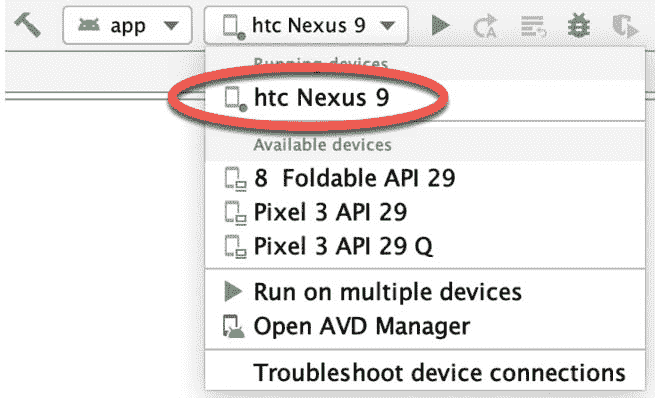 app
htc Nexus 9
Running devices
htc Nexus 9
Available devices
8 Foldable API 29
Pixel 3 API 29
Pixel 3 API 29 Q
Run on multiple devices
Open AVD Manager
Troubleshoot device connections